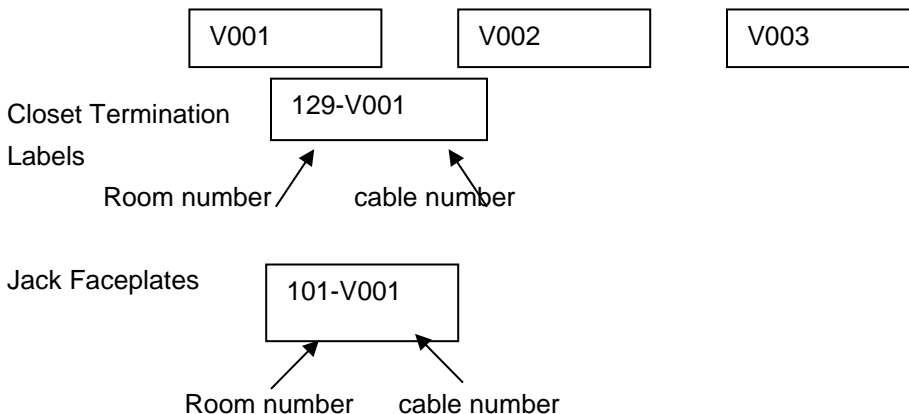 V001 V002 V003
Closet Termination 129-V001
Labels
Room number cable number
Jack Faceplates 101-V001
Room number cable number